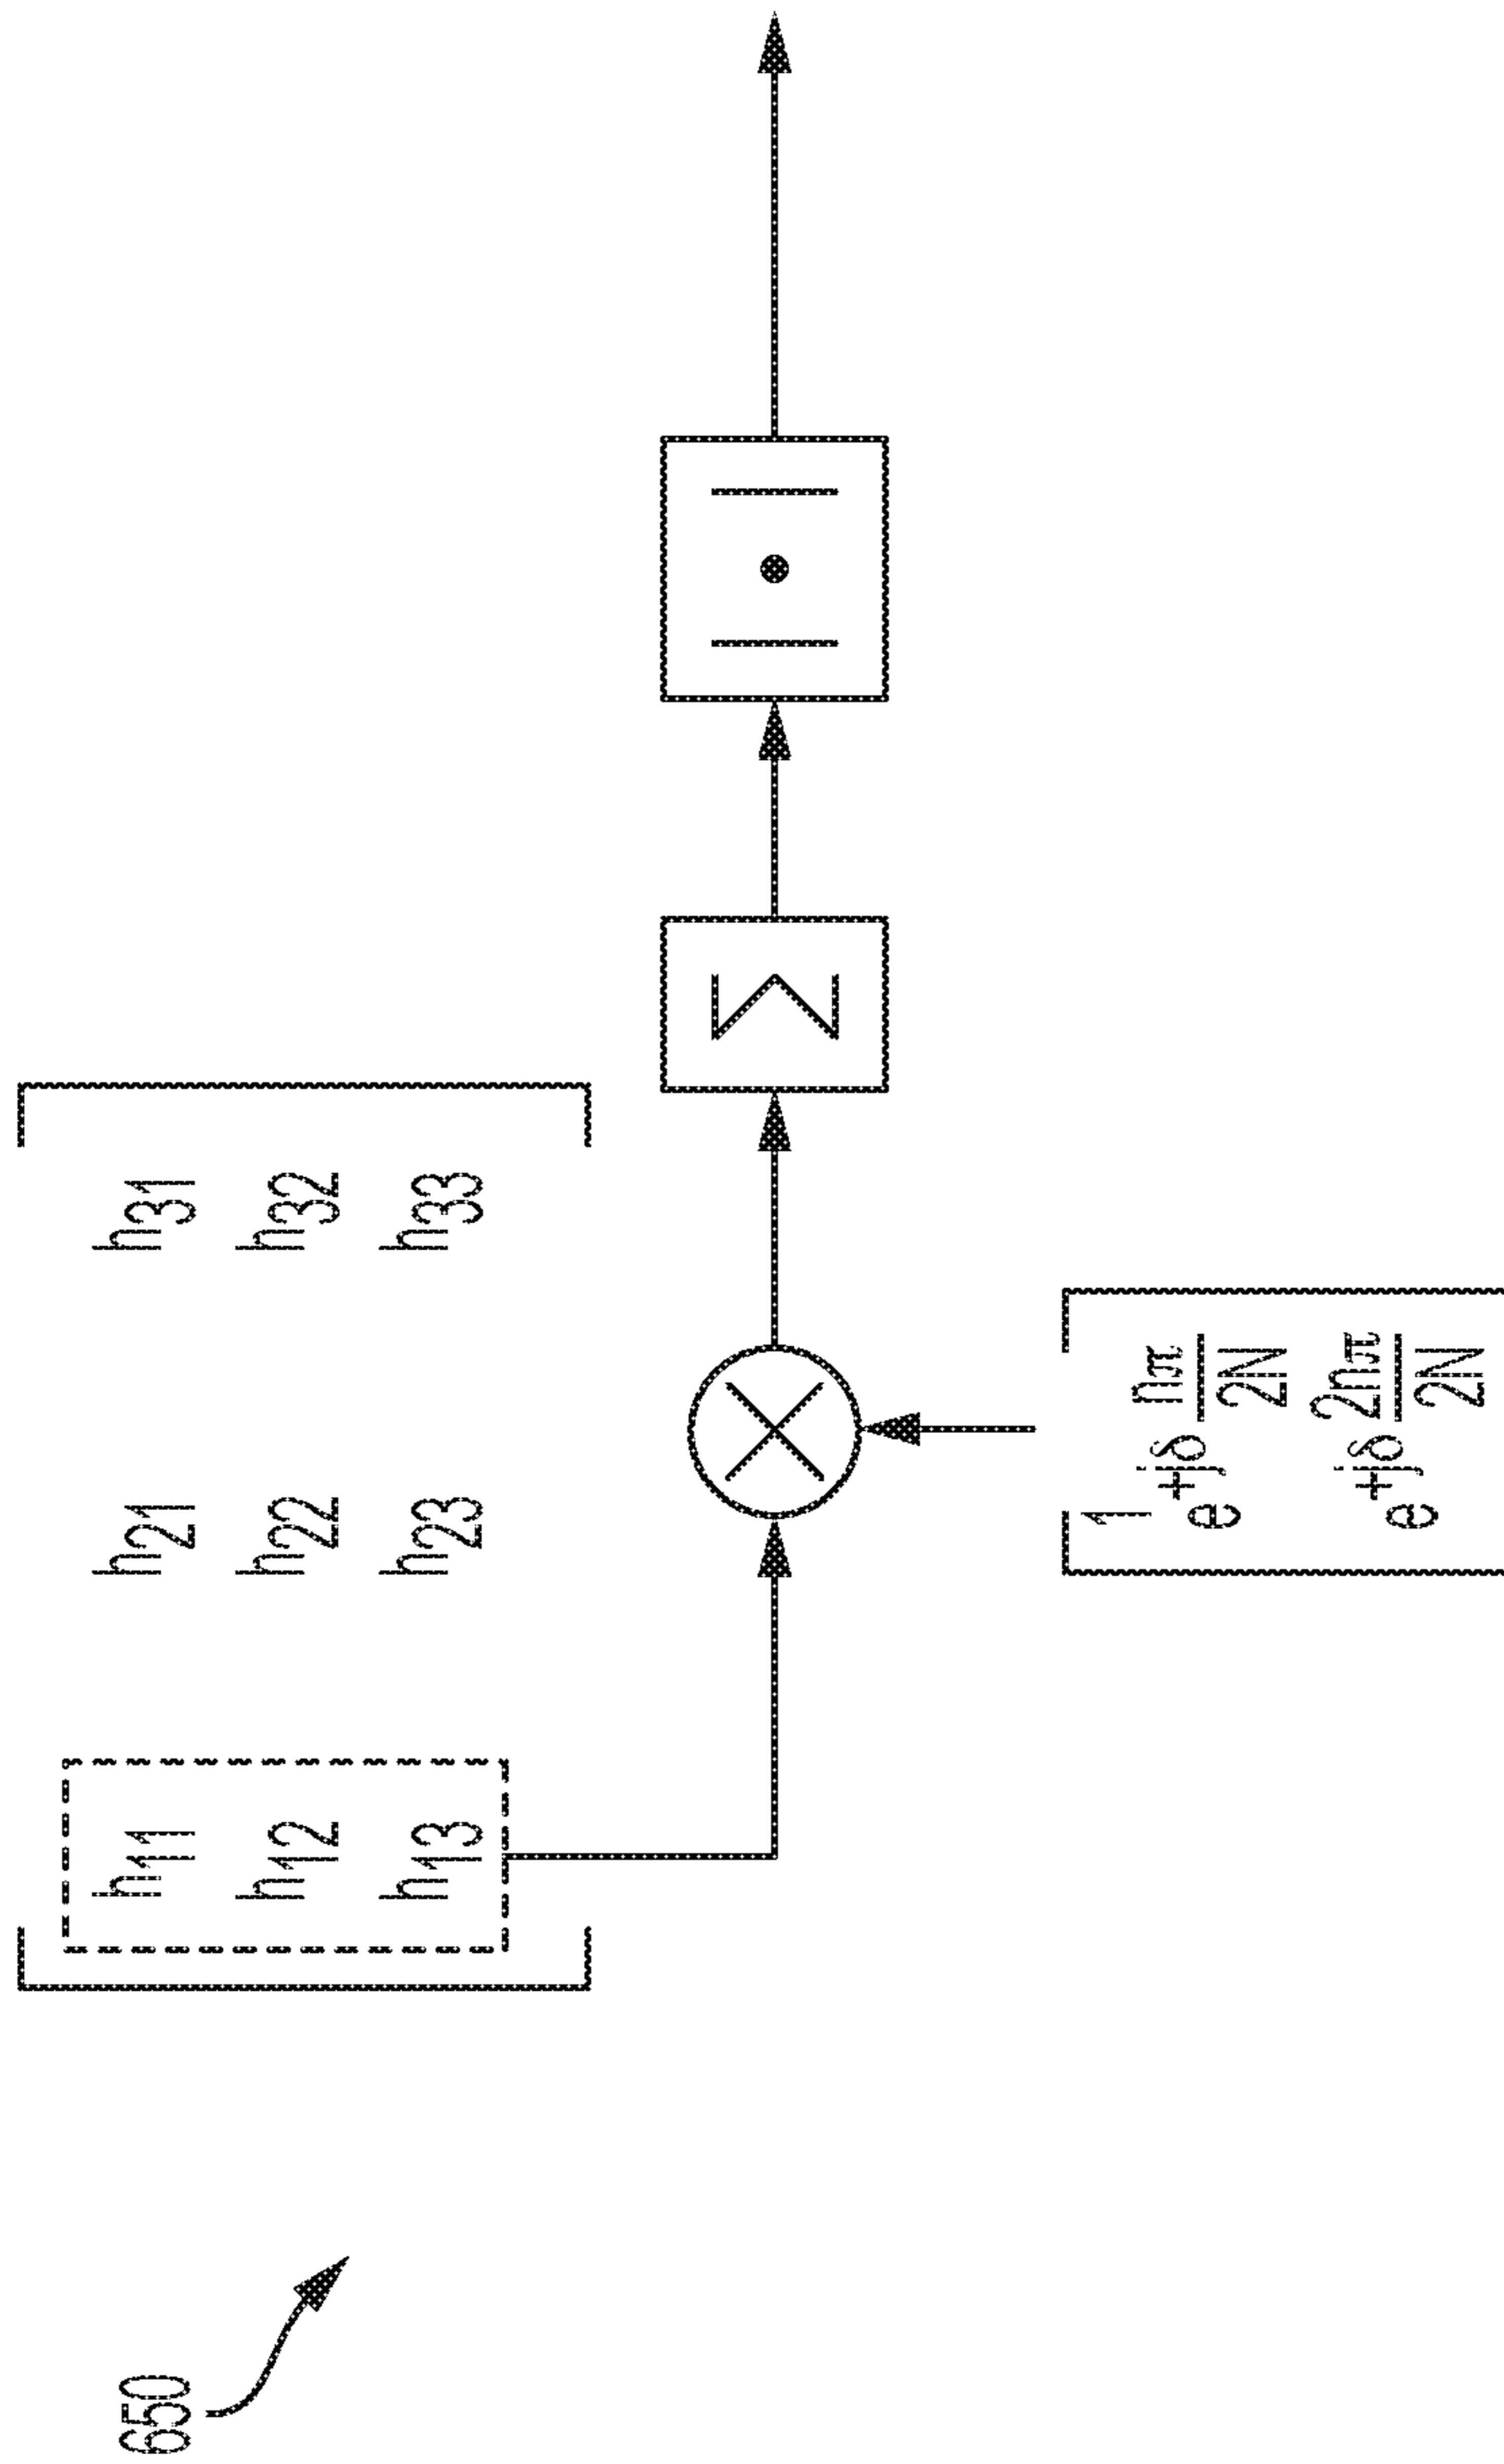 650
h₁₁ h₂₁ h₃₁
h₁₂ h₂₂ h₃₂
h₁₃ h₂₃ h₃₃
× Σ |•|
1
e^{+jδ nπ/2N}
e^{+jδ 2nπ/2N}